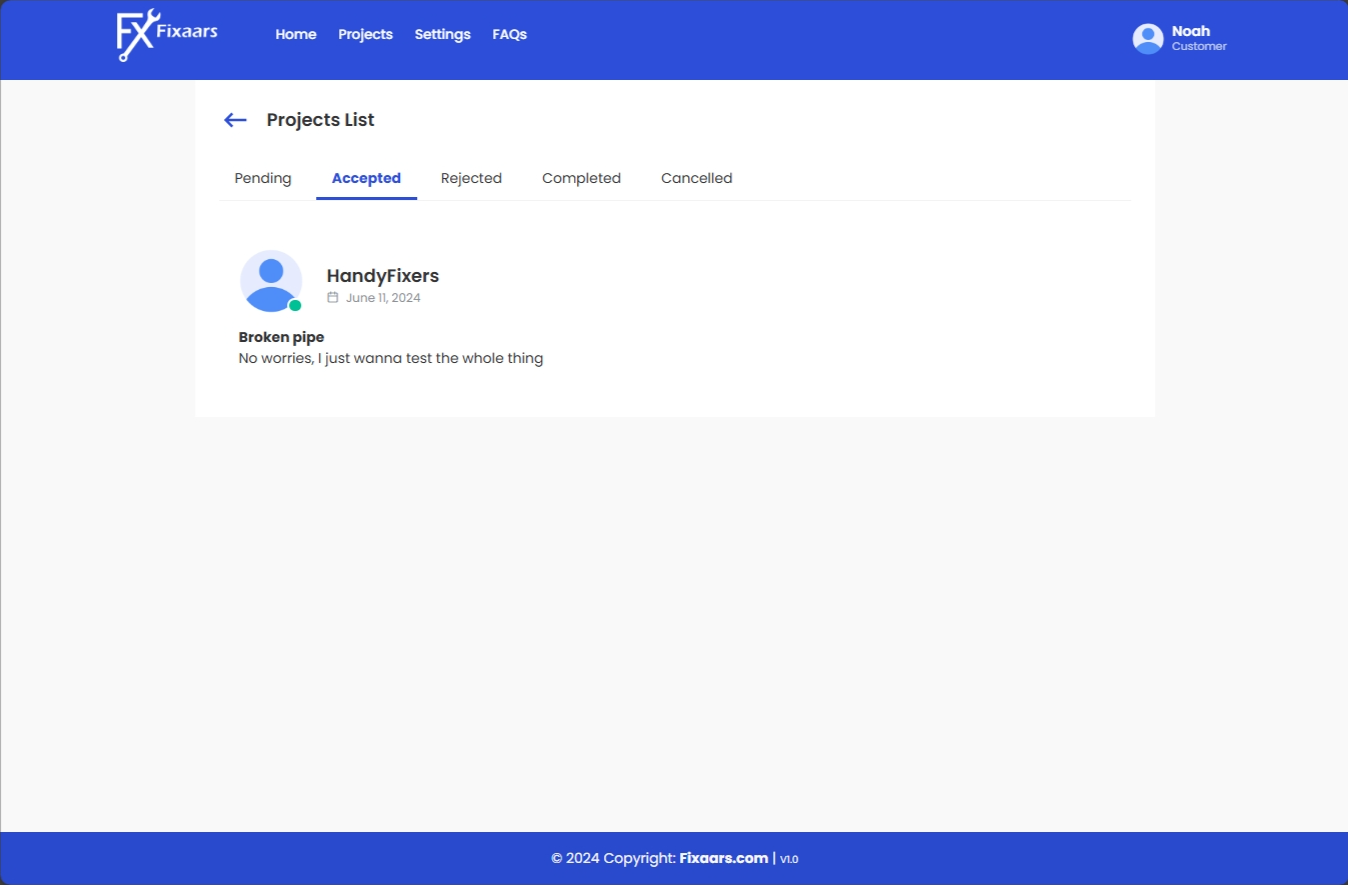 FX Fixaars
Home Projects Settings FAQs
Noah
Customer
Projects List
Pending Accepted Rejected Completed Cancelled
HandyFixers
June 11, 2024
Broken pipe
No worries, I just wanna test the whole thing
© 2024 Copyright: Fixaars.com | V1.0